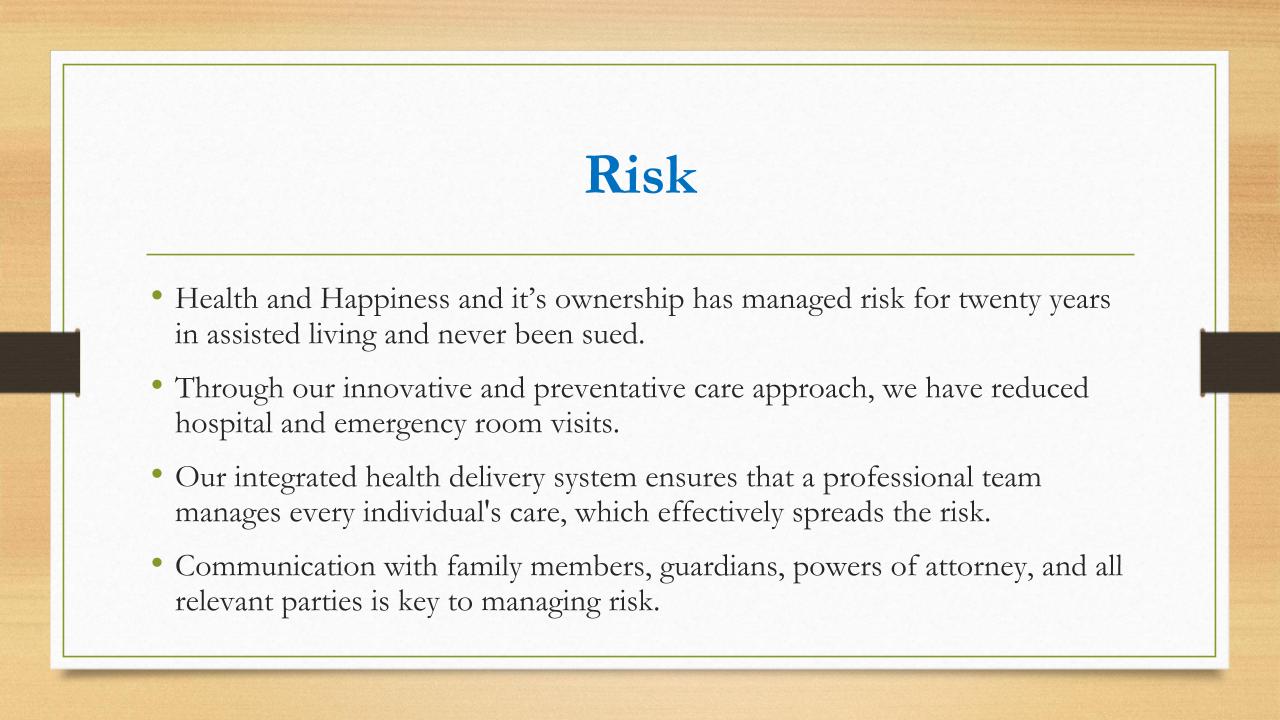 Risk
• Health and Happiness and it’s ownership has managed risk for twenty years
in assisted living and never been sued.
• Through our innovative and preventative care approach, we have reduced
hospital and emergency room visits.
• Our integrated health delivery system ensures that a professional team
manages every individual's care, which effectively spreads the risk.
• Communication with family members, guardians, powers of attorney, and all
relevant parties is key to managing risk.